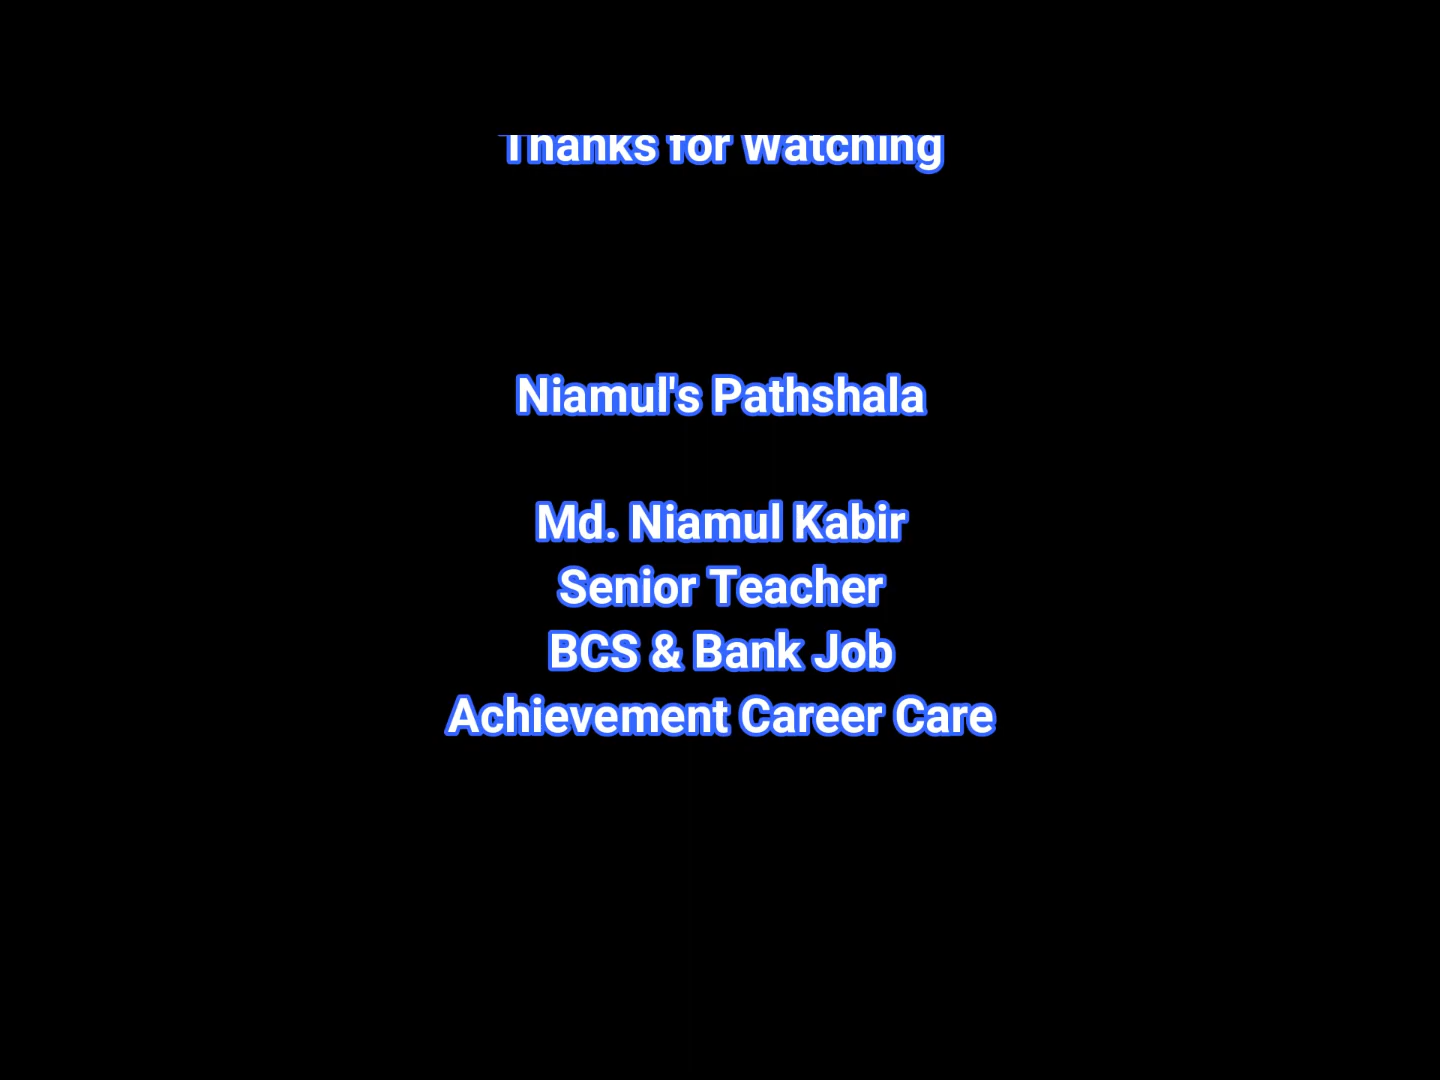 Thanks for Watching
Niamul's Pathshala
Md. Niamul Kabir
Senior Teacher
BCS & Bank Job
Achievement Career Care